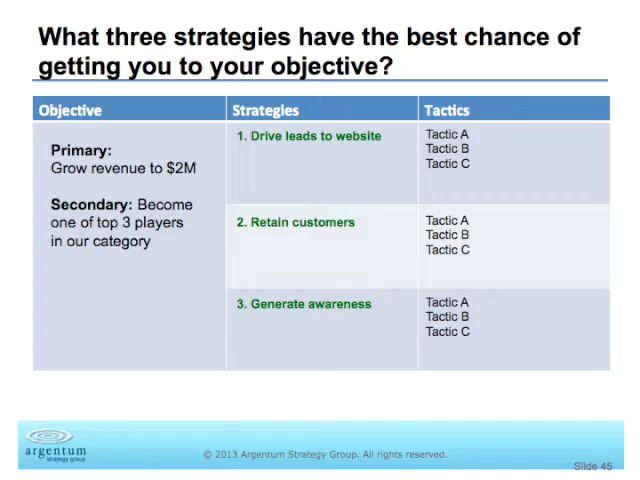 What three strategies have the best chance of
getting you to your objective?
Objective
Strategies
Tactics
Primary:
Grow revenue to $2M
Secondary: Become
one of top 3 players
in our category
1. Drive leads to website
Tactic A
Tactic B
Tactic C
2. Retain customers
Tactic A
Tactic B
Tactic C
3. Generate awareness
Tactic A
Tactic B
Tactic C
argentum
strategy group
© 2013 Argentum Strategy Group. All rights reserved.
Slide 45